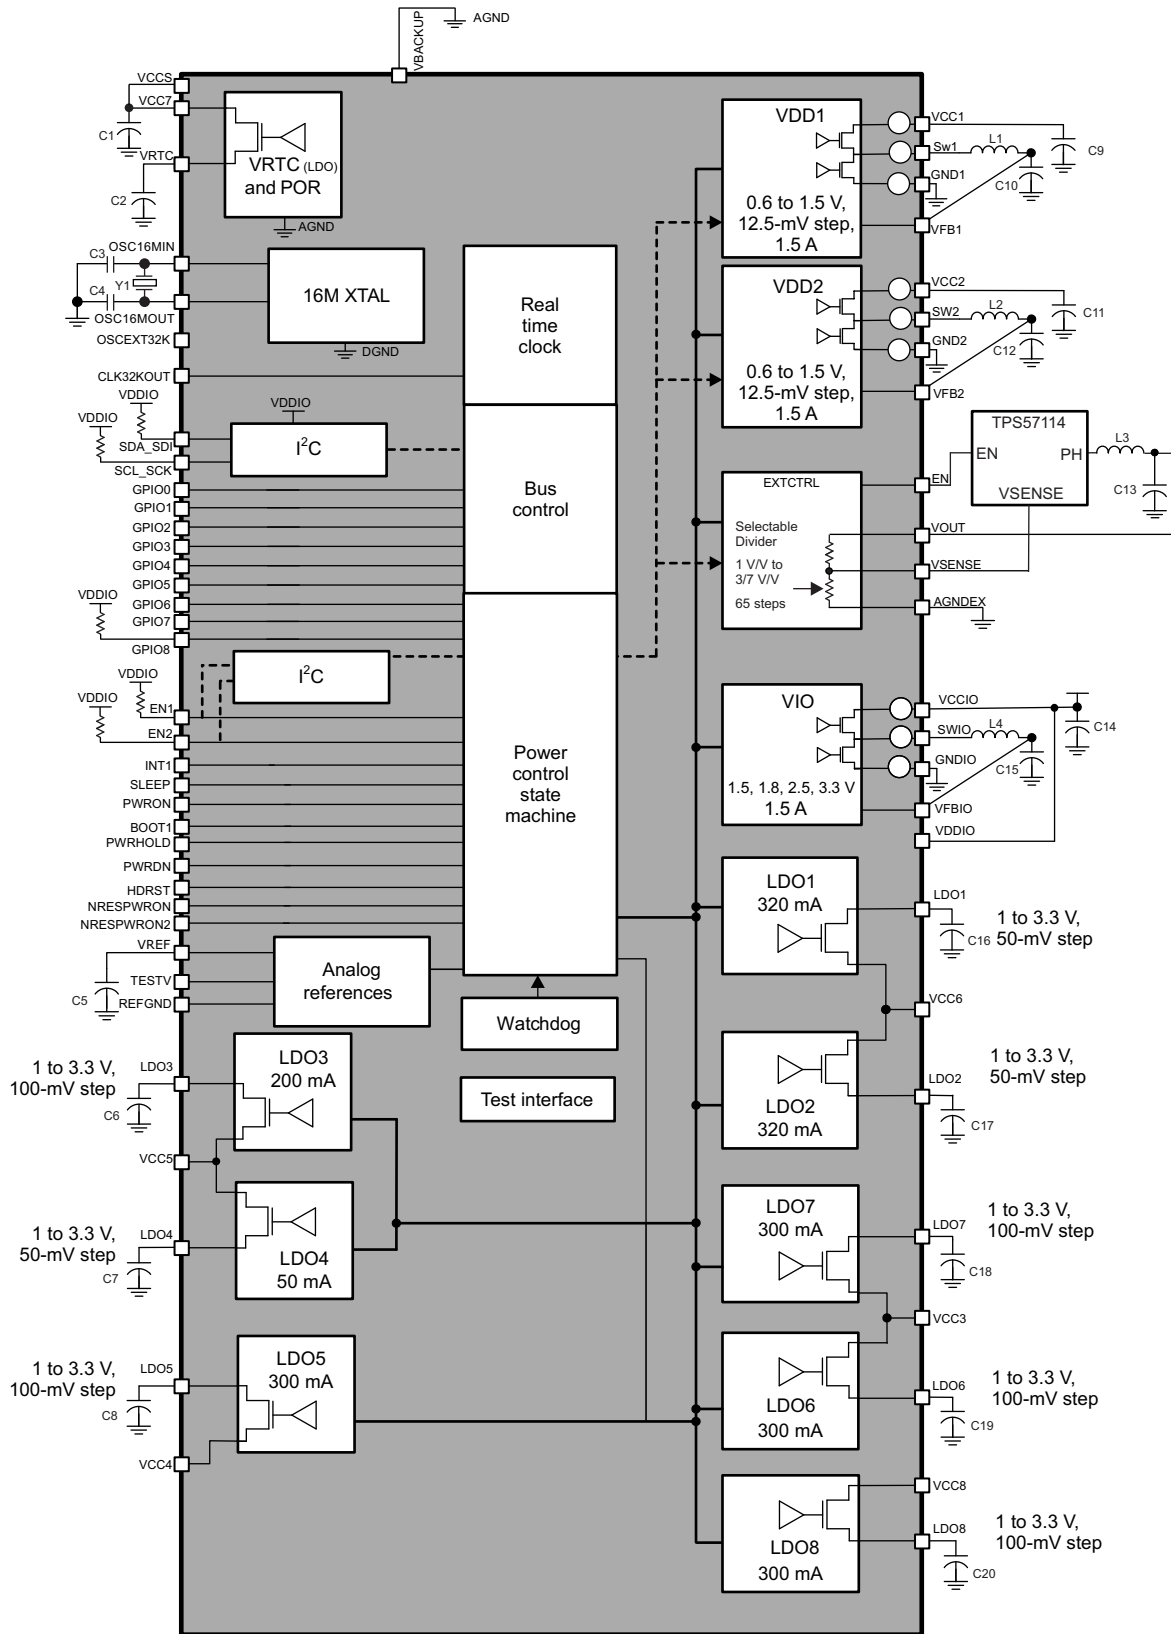 VBACKUP
AGND
VCCS
VCC7
C1
VRTC
C2
VRTC (LDO)
and POR
AGND
C3
OSC16MIN
Y1
C4
OSC16MOUT
16M XTAL
DGND
OSCEXT32K
CLK32KOUT
VDDIO
VDDIO
SDA_SDI
SCL_SCK
VDDIO
I²C
GPIO0
GPIO1
GPIO2
GPIO3
GPIO4
GPIO5
GPIO6
GPIO7
VDDIO
GPIO8
I²C
VDDIO
VDDIO
EN1
EN2
INT1
SLEEP
PWRON
BOOT1
PWRHOLD
PWRDN
HDRST
NRESPWRON
NRESPWRON2
VREF
TESTV
C5
REFGND
Analog
references
Real
time
clock
Bus
control
Power
control
state
machine
Watchdog
Test interface
1 to 3.3 V,
100-mV step
LDO3
C6
LDO3
200 mA
VCC5
1 to 3.3 V,
50-mV step
LDO4
C7
LDO4
50 mA
1 to 3.3 V,
100-mV step
LDO5
C8
LDO5
300 mA
VCC4
VDD1
0.6 to 1.5 V,
12.5-mV step,
1.5 A
VCC1
C9
Sw1
L1
C10
GND1
VFB1
VDD2
0.6 to 1.5 V,
12.5-mV step,
1.5 A
VCC2
C11
SW2
L2
C12
GND2
VFB2
TPS57114
EN
PH
VSENSE
L3
C13
EXTCTRL
Selectable
Divider
1 V/V to
3/7 V/V
65 steps
EN
VOUT
VSENSE
AGNDEX
VIO
1.5, 1.8, 2.5, 3.3 V
1.5 A
VCCIO
C14
SWIO
L4
C15
GNDIO
VFBIO
VDDIO
LDO1
320 mA
LDO1
C16
1 to 3.3 V,
50-mV step
VCC6
LDO2
320 mA
LDO2
C17
1 to 3.3 V,
50-mV step
LDO7
300 mA
LDO7
C18
1 to 3.3 V,
100-mV step
VCC3
LDO6
300 mA
LDO6
C19
1 to 3.3 V,
100-mV step
VCC8
LDO8
300 mA
LDO8
C20
1 to 3.3 V,
100-mV step